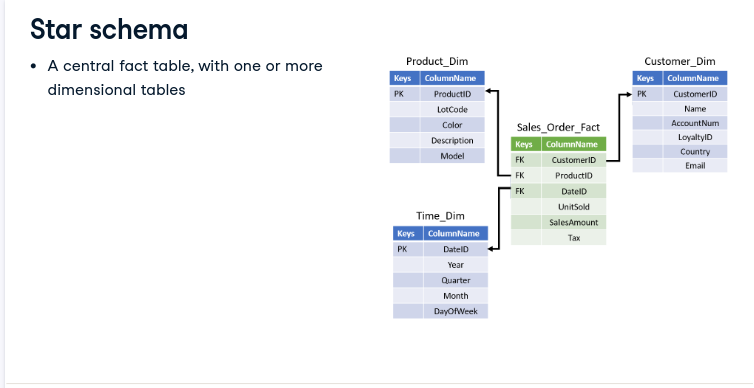 Star schema
• A central fact table, with one or more
dimensional tables
Product_Dim
Keys ColumnName
PK ProductID
LotCode
Color
Description
Model
Customer_Dim
Keys ColumnName
PK CustomerID
Name
AccountNum
LoyaltyID
Country
Email
Sales_Order_Fact
Keys ColumnName
FK CustomerID
FK ProductID
FK DateID
UnitSold
SalesAmount
Tax
Time_Dim
Keys ColumnName
PK DateID
Year
Quarter
Month
DayOfWeek